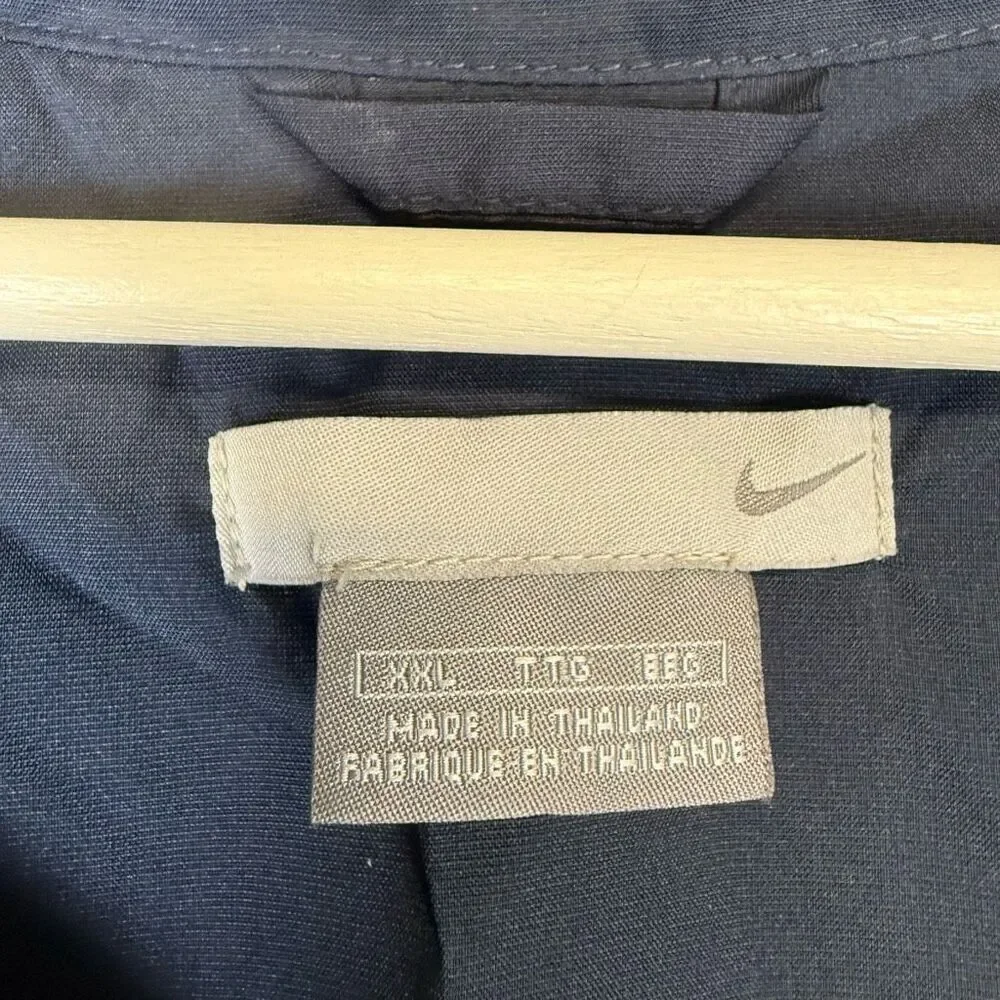 XXL TTG EEG
MADE IN THAILAND
FABRIQUE EN THAILANDE